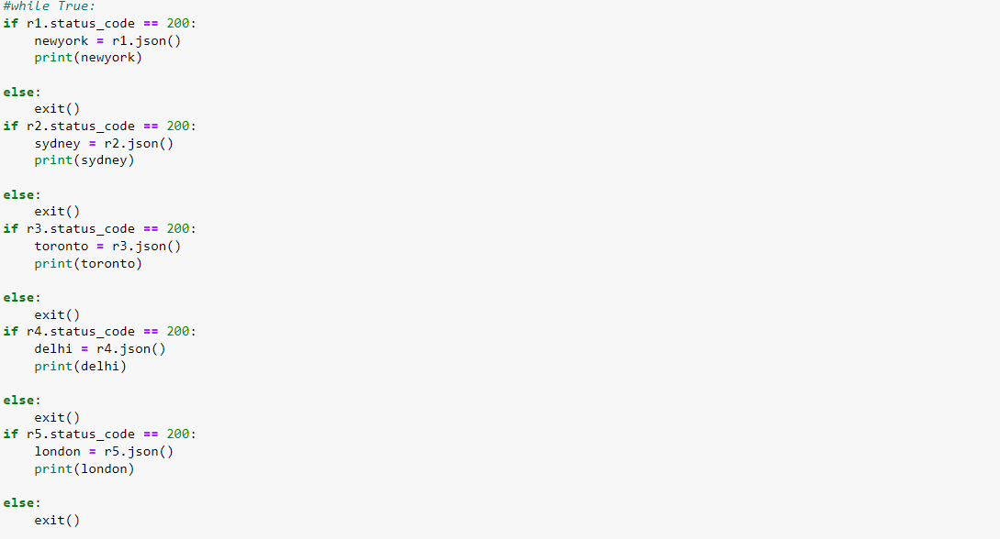 #while True:
if r1.status_code == 200:
    newyork = r1.json()
    print(newyork)

else:
    exit()
if r2.status_code == 200:
    sydney = r2.json()
    print(sydney)

else:
    exit()
if r3.status_code == 200:
    toronto = r3.json()
    print(toronto)

else:
    exit()
if r4.status_code == 200:
    delhi = r4.json()
    print(delhi)

else:
    exit()
if r5.status_code == 200:
    london = r5.json()
    print(london)

else:
    exit()